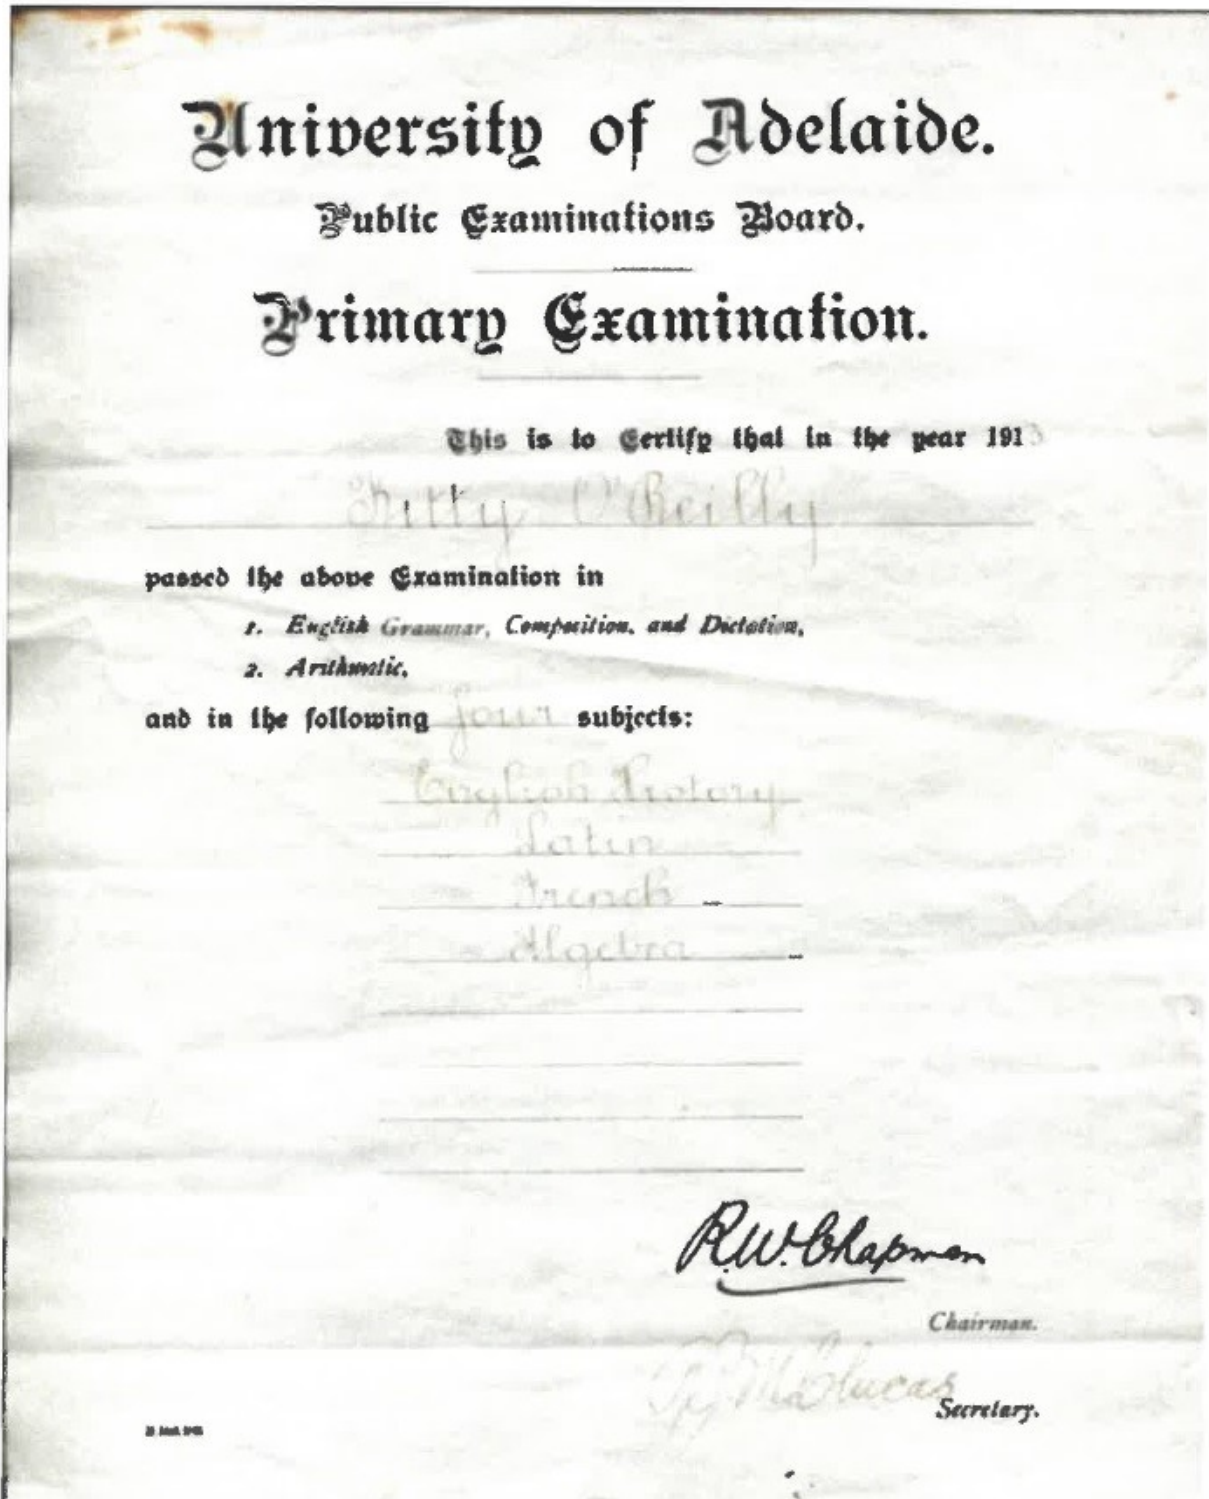 University of Adelaide.
Public Examinations Board.
Primary Examination.
This is to Certify that in the year 1913
Kitty O'Reilly
passed the above Examination in
1. English Grammar, Composition, and Dictation,
2. Arithmetic,
and in the following four subjects:
English History
Latin
French
Algebra
R.W. Chapman
Chairman.
Lucas
Secretary.